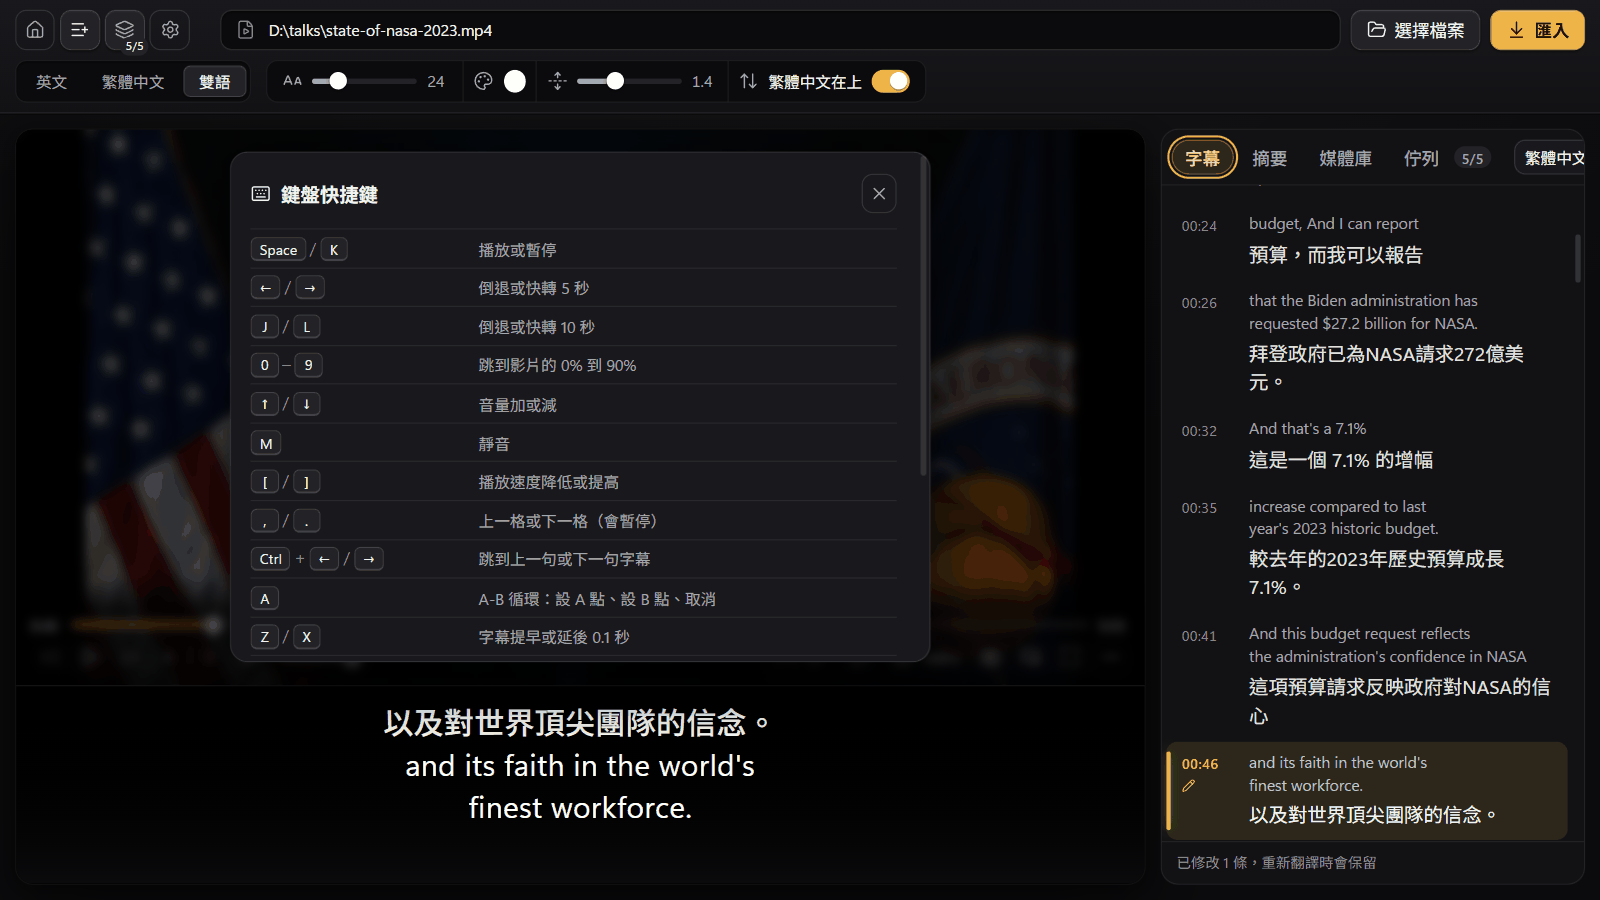 5/5
D:\talks\state-of-nasa-2023.mp4
選擇檔案
匯入
英文
繁體中文
雙語
AA
24
1.4
繁體中文在上
鍵盤快捷鍵
Space / K 播放或暫停
← / → 倒退或快轉 5 秒
J / L 倒退或快轉 10 秒
0 – 9 跳到影片的 0% 到 90%
↑ / ↓ 音量加或減
M 靜音
[ / ] 播放速度降低或提高
, / . 上一格或下一格（會暫停）
Ctrl + ← / → 跳到上一句或下一句字幕
A A-B 循環：設 A 點、設 B 點、取消
Z / X 字幕提早或延後 0.1 秒
以及對世界頂尖團隊的信念。
and its faith in the world's
finest workforce.
字幕
摘要
媒體庫
佇列 5/5
繁體中文
00:24
budget, And I can report
預算，而我可以報告
00:26
that the Biden administration has
requested $27.2 billion for NASA.
拜登政府已為NASA請求272億美
元。
00:32
And that's a 7.1%
這是一個 7.1% 的增幅
00:35
increase compared to last
year's 2023 historic budget.
較去年的2023年歷史預算成長
7.1%。
00:41
And this budget request reflects
the administration's confidence in NASA
這項預算請求反映政府對NASA的信
心
00:46
and its faith in the world's
finest workforce.
以及對世界頂尖團隊的信念。
已修改 1 條，重新翻譯時會保留